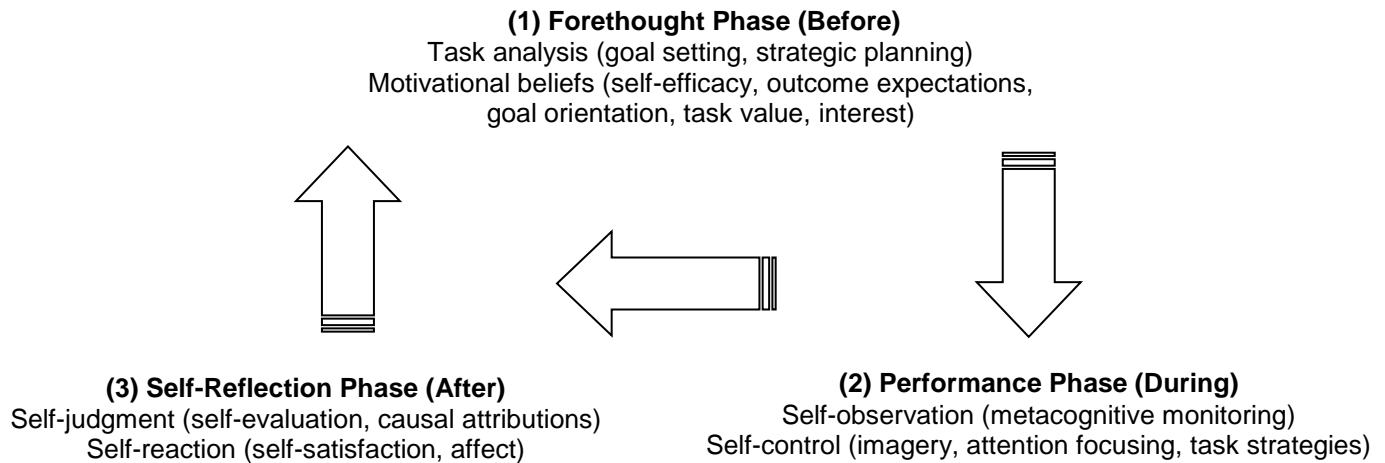 (1) Forethought Phase (Before)
Task analysis (goal setting, strategic planning)
Motivational beliefs (self-efficacy, outcome expectations,
goal orientation, task value, interest)
(2) Performance Phase (During)
Self-observation (metacognitive monitoring)
Self-control (imagery, attention focusing, task strategies)
(3) Self-Reflection Phase (After)
Self-judgment (self-evaluation, causal attributions)
Self-reaction (self-satisfaction, affect)